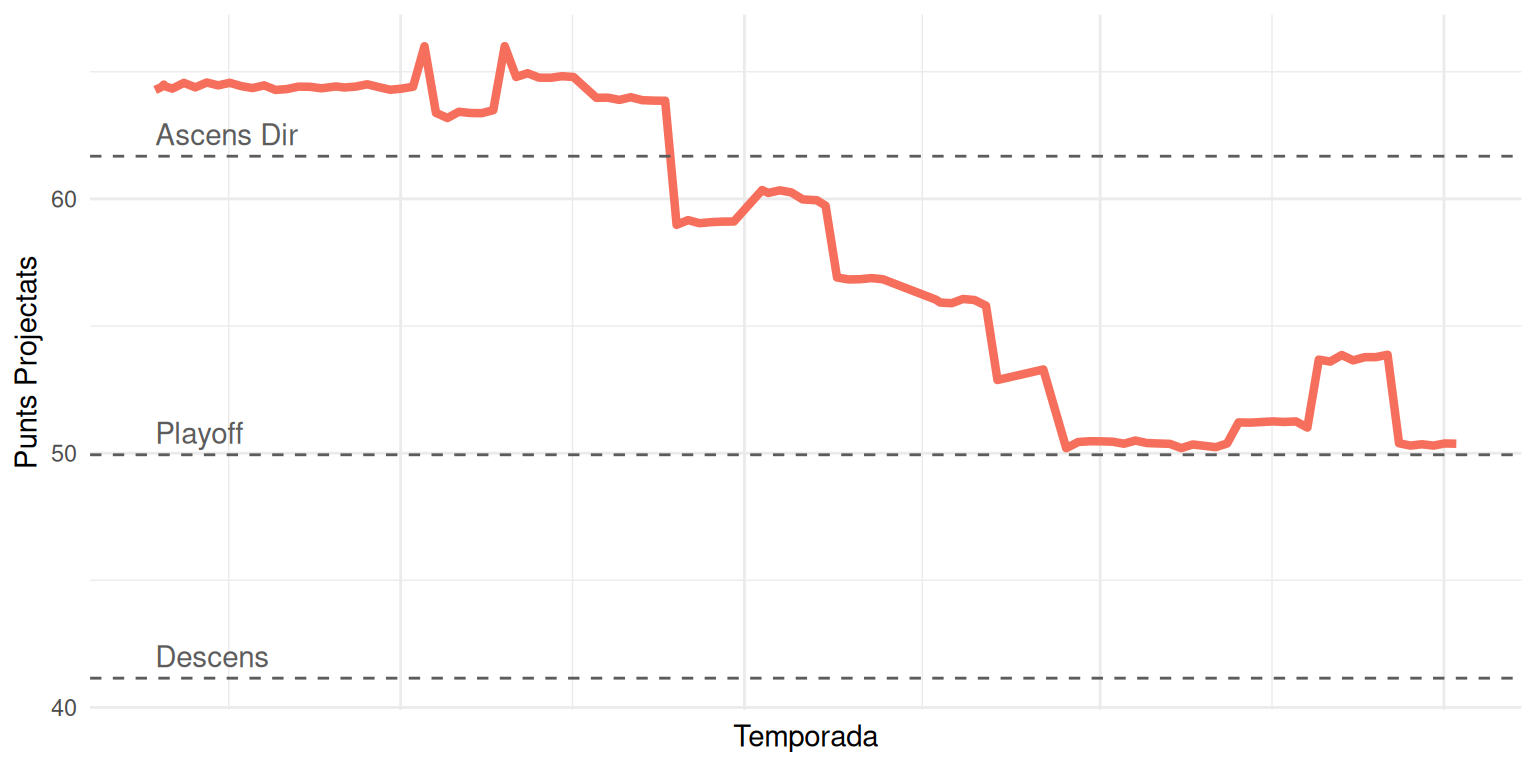 Ascens Dir
60
Punts Projectats
Playoff
50
Descens
40
Temporada